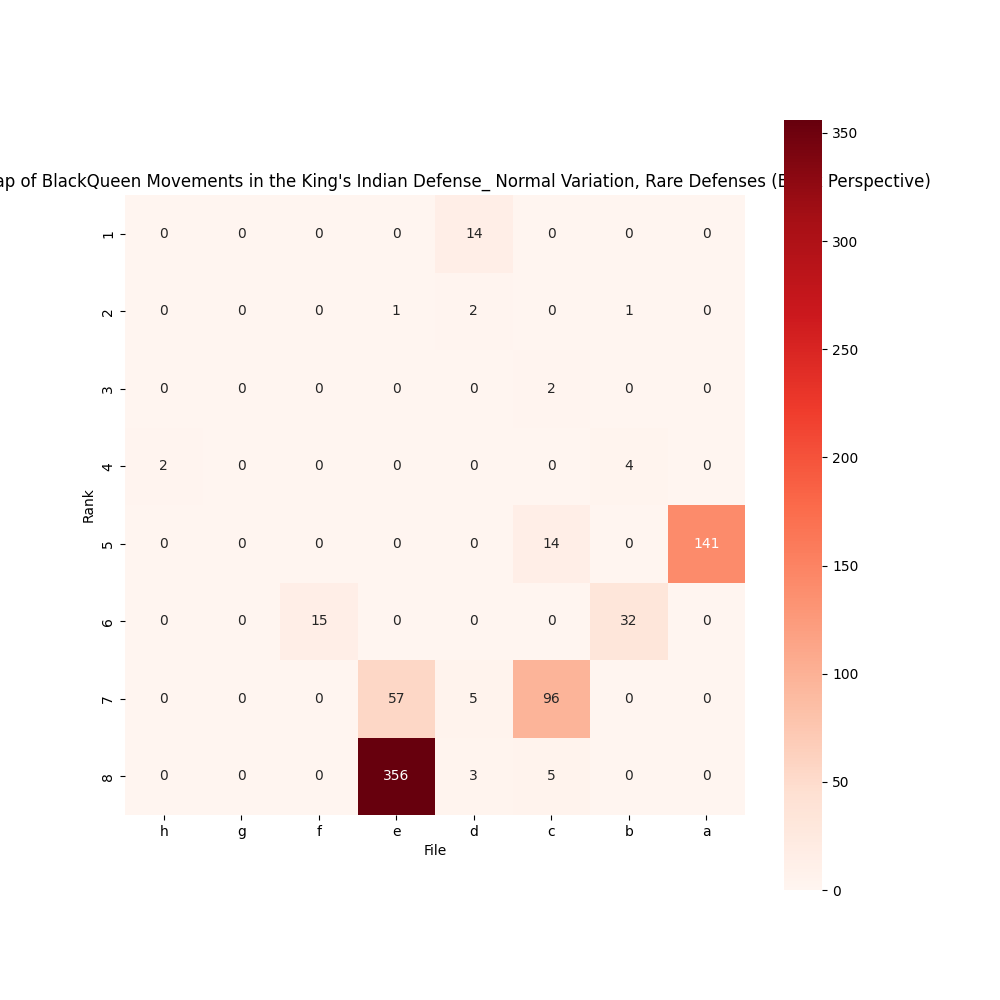 of BlackQueen Movements in the King's Indian Defense_ Normal Variation, Rare Defenses ( Perspective)
350
300
250
200
150
100
50
0
Rank
1 0 0 0 0 14 0 0 0
2 0 0 0 1 2 0 1 0
3 0 0 0 0 0 2 0 0
4 2 0 0 0 0 0 4 0
5 0 0 0 0 0 14 0 141
6 0 0 15 0 0 0 32 0
7 0 0 0 57 5 96 0 0
8 0 0 0 356 3 5 0 0
h g f e d c b a
File